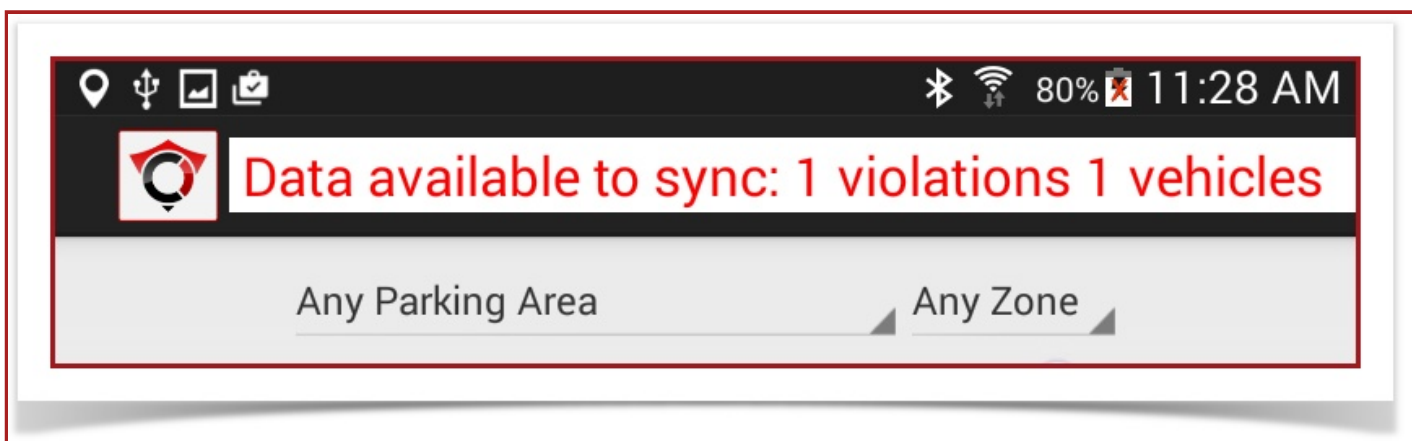 80% 11:28 AM
Data available to sync: 1 violations 1 vehicles
Any Parking Area Any Zone